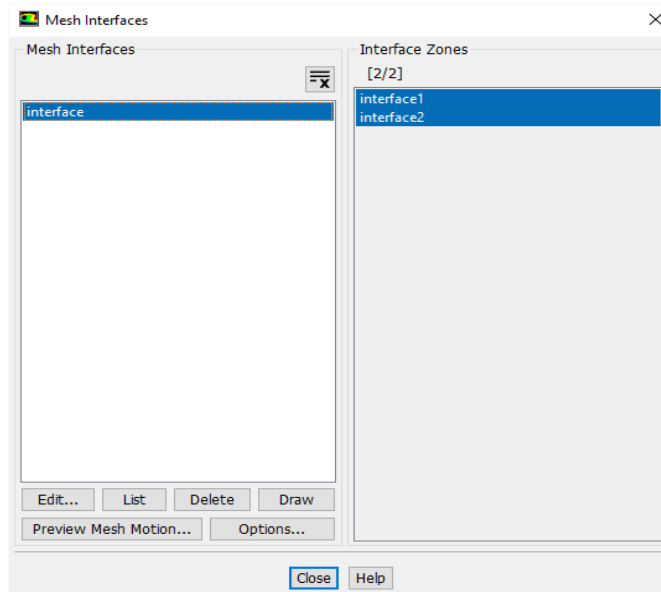 Mesh Interfaces
Mesh Interfaces
Interface Zones
[2/2]
interface
interface1
interface2
Edit...
List
Delete
Draw
Preview Mesh Motion...
Options...
Close
Help